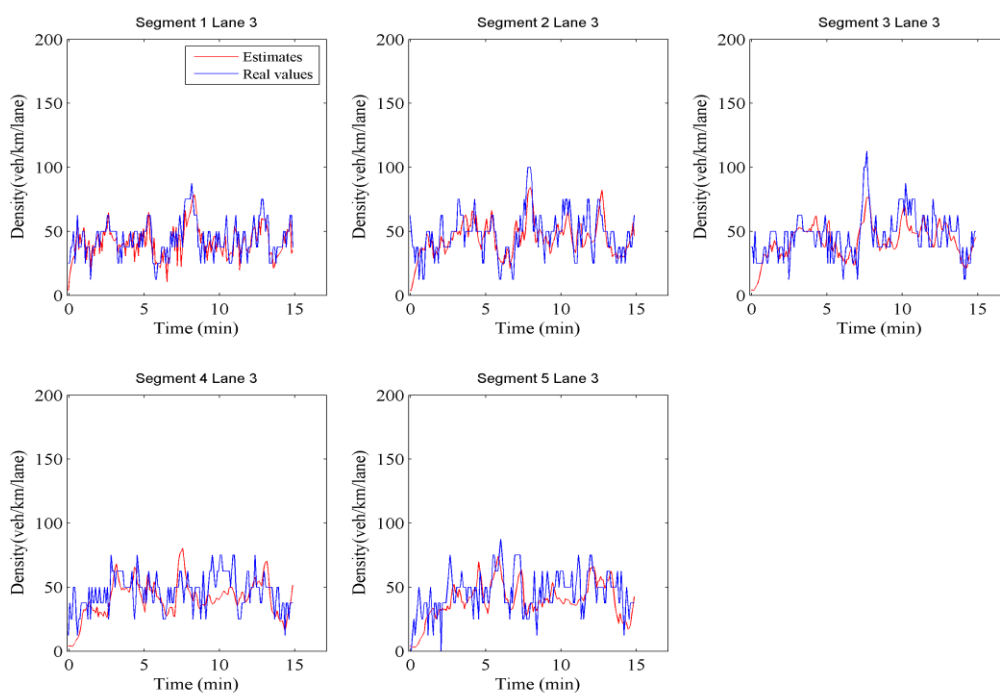 Segment 1 Lane 3
Segment 2 Lane 3
Segment 3 Lane 3
200
150
100
50
0
Density(veh/km/lane)
Estimates
Real values
0
5
10
15
Time (min)
200
150
100
50
0
Density(veh/km/lane)
0
5
10
15
Time (min)
200
150
100
50
0
Density(veh/km/lane)
0
5
10
15
Time (min)
Segment 4 Lane 3
Segment 5 Lane 3
200
150
100
50
0
Density(veh/km/lane)
0
5
10
15
Time (min)
200
150
100
50
0
Density(veh/km/lane)
0
5
10
15
Time (min)